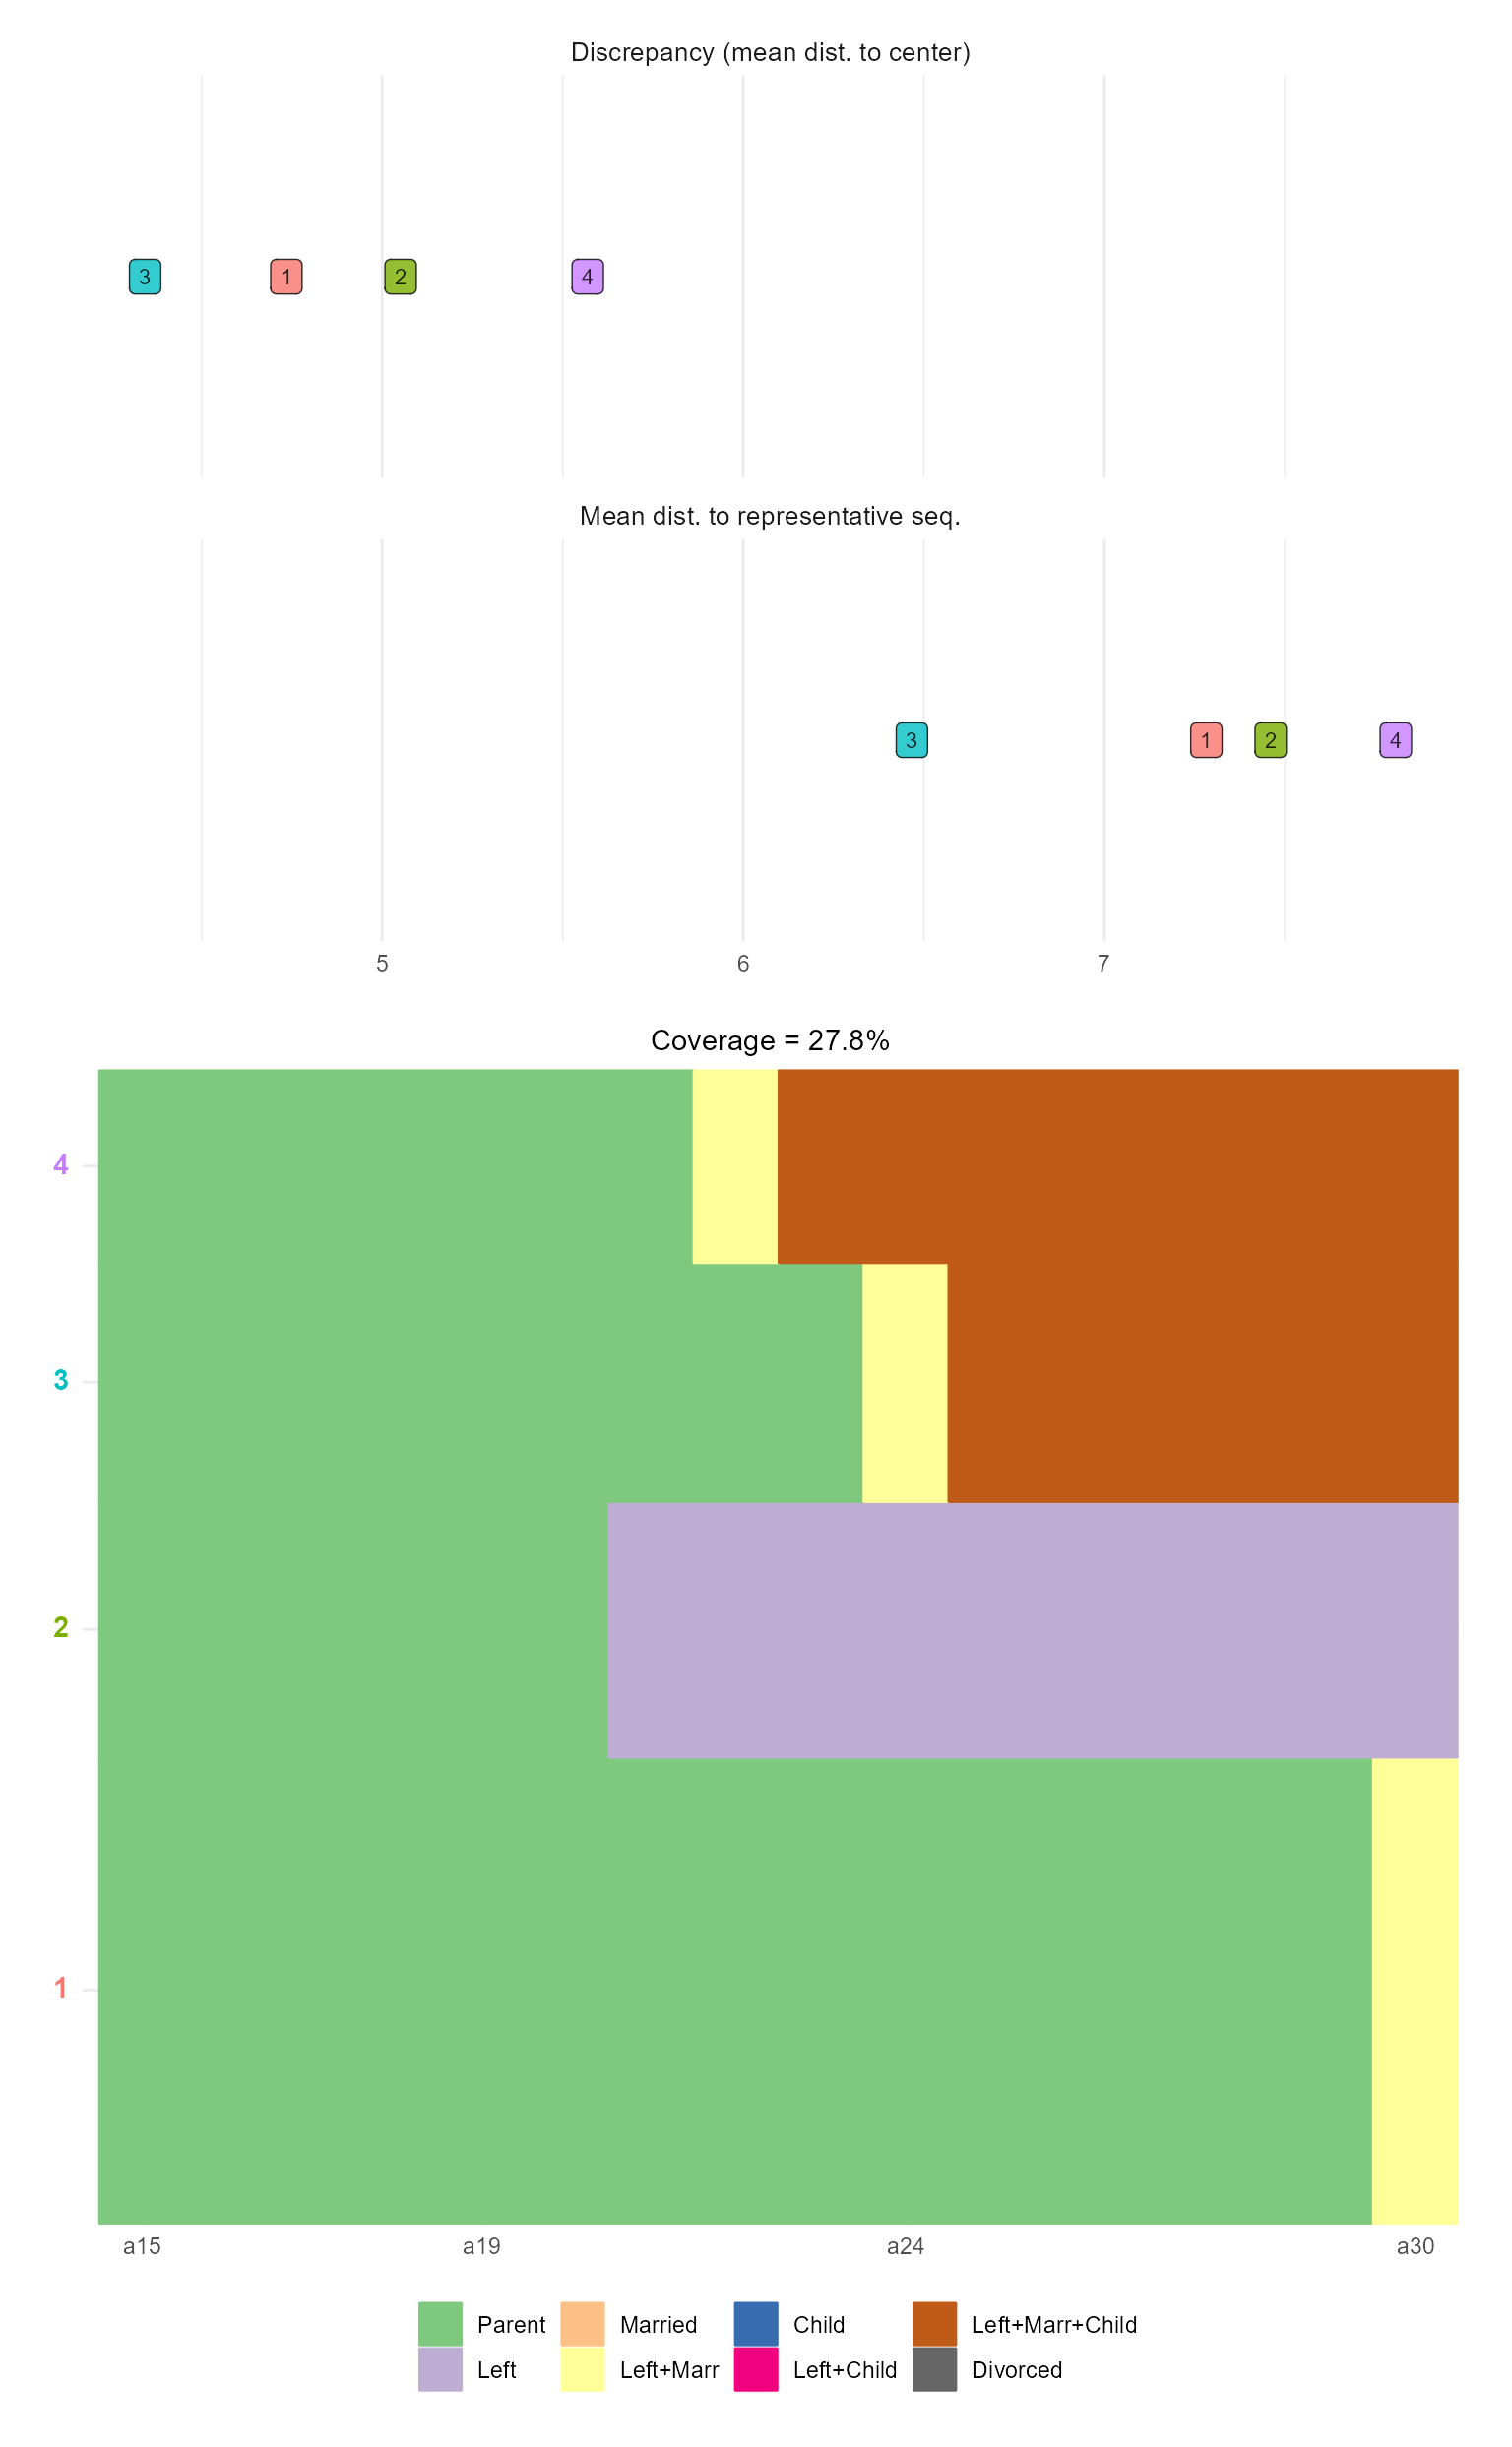 Discrepancy (mean dist. to center)
3 1 2 4
Mean dist. to representative seq.
3 1 2 4
5 6 7
Coverage = 27.8%
4
3
2
1
a15 a19 a24 a30
Parent Married Child Left+Marr+Child
Left Left+Marr Left+Child Divorced